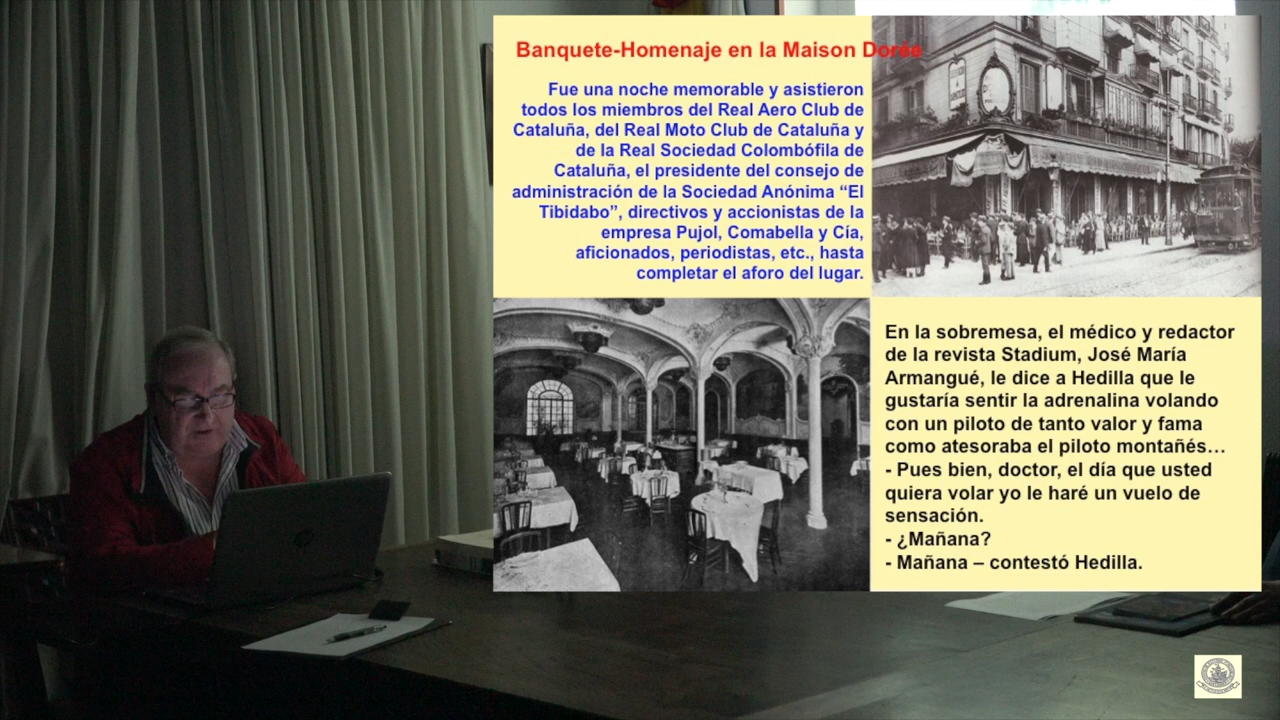 Banquete-Homenaje en la Maison Dorée
Fue una noche memorable y asistieron
todos los miembros del Real Aero Club de
Cataluña, del Real Moto Club de Cataluña y
de la Real Sociedad Colombófila de
Cataluña, el presidente del consejo de
administración de la Sociedad Anónima “El
Tibidabo”, directivos y accionistas de la
empresa Pujol, Comabella y Cía,
aficionados, periodistas, etc., hasta
completar el aforo del lugar.
En la sobremesa, el médico y redactor
de la revista Stadium, José María
Armangué, le dice a Hedilla que le
gustaría sentir la adrenalina volando
con un piloto de tanto valor y fama
como atesoraba el piloto montañés…
- Pues bien, doctor, el día que usted
quiera volar yo le haré un vuelo de
sensación.
- ¿Mañana?
- Mañana – contestó Hedilla.